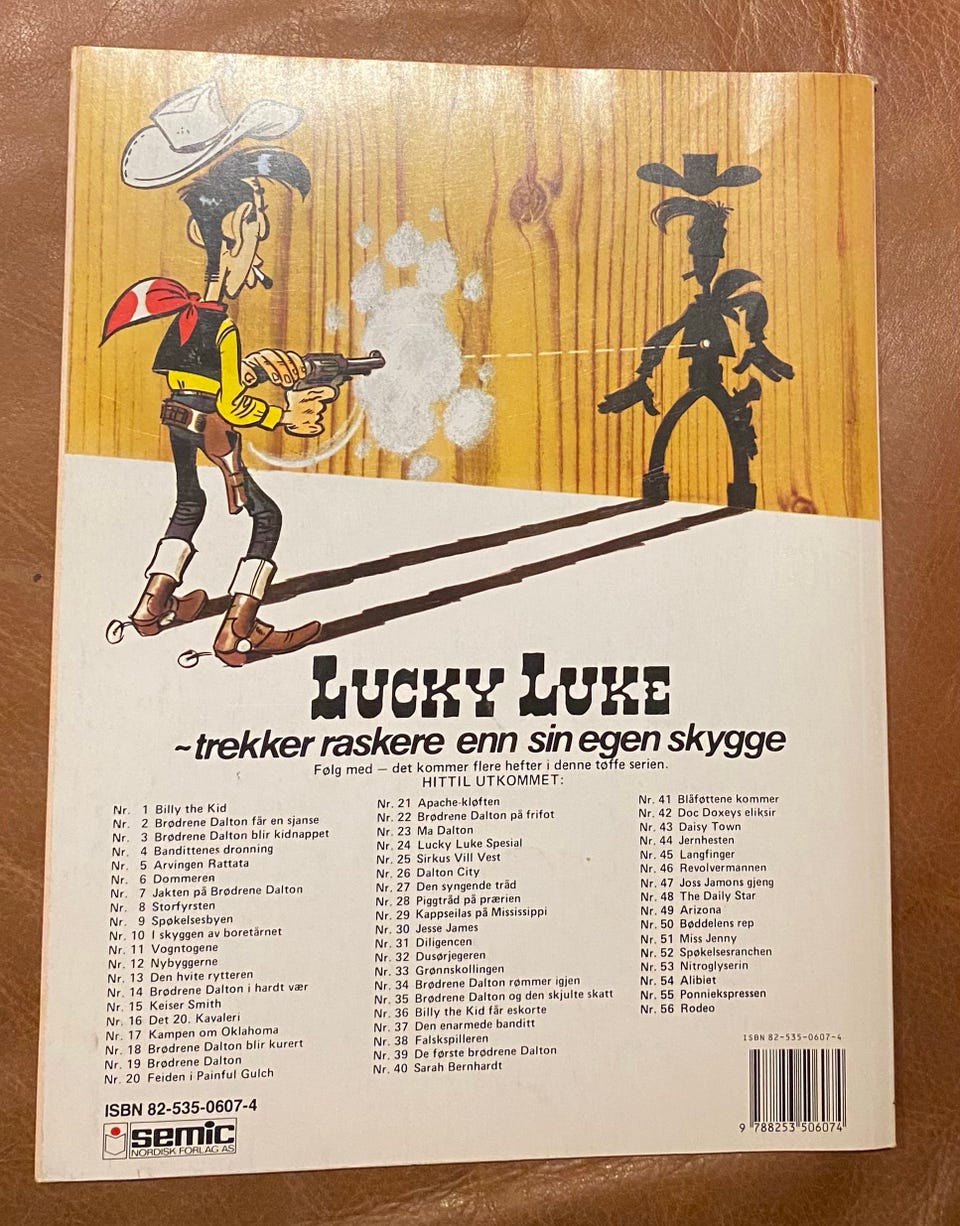 LUCKY LUKE
~trekker raskere enn sin egen skygge
Følg med — det kommer flere hefter i denne tøffe serien.
HITTIL UTKOMMET:
Nr. 1 Billy the Kid
Nr. 2 Brødrene Dalton får en sjanse
Nr. 3 Brødrene Dalton blir kidnappet
Nr. 4 Bandittenes dronning
Nr. 5 Arvingen Rattata
Nr. 6 Dommeren
Nr. 7 Jakten på Brødrene Dalton
Nr. 8 Storfyrsten
Nr. 9 Spøkelsesbyen
Nr. 10 I skyggen av boretårnet
Nr. 11 Vogntogene
Nr. 12 Nybyggerne
Nr. 13 Den hvite rytteren
Nr. 14 Brødrene Dalton i hardt vær
Nr. 15 Keiser Smith
Nr. 16 Det 20. Kavaleri
Nr. 17 Kampen om Oklahoma
Nr. 18 Brødrene Dalton blir kurert
Nr. 19 Brødrene Dalton
Nr. 20 Feiden i Painful Gulch
Nr. 21 Apache-kløften
Nr. 22 Brødrene Dalton på frifot
Nr. 23 Ma Dalton
Nr. 24 Lucky Luke Spesial
Nr. 25 Sirkus Vill Vest
Nr. 26 Dalton City
Nr. 27 Den syngende tråd
Nr. 28 Piggtråd på prærien
Nr. 29 Kappseilas på Mississippi
Nr. 30 Jesse James
Nr. 31 Diligencen
Nr. 32 Dusørjegeren
Nr. 33 Grønnskollingen
Nr. 34 Brødrene Dalton rømmer igjen
Nr. 35 Brødrene Dalton og den skjulte skatt
Nr. 36 Billy the Kid får eskorte
Nr. 37 Den enarmede banditt
Nr. 38 Falskspilleren
Nr. 39 De første brødrene Dalton
Nr. 40 Sarah Bernhardt
Nr. 41 Blåføttene kommer
Nr. 42 Doc Doxeys eliksir
Nr. 43 Daisy Town
Nr. 44 Jernhesten
Nr. 45 Langfinger
Nr. 46 Revolvermannen
Nr. 47 Joss Jamons gjeng
Nr. 48 The Daily Star
Nr. 49 Arizona
Nr. 50 Bøddelens rep
Nr. 51 Miss Jenny
Nr. 52 Spøkelsesranchen
Nr. 53 Nitroglyserin
Nr. 54 Alibiet
Nr. 55 Ponniekspressen
Nr. 56 Rodeo
ISBN 82-535-0607-4
semic
NORDISK FORLAG AS
ISBN 82-535-0607-4
9 788253 506074